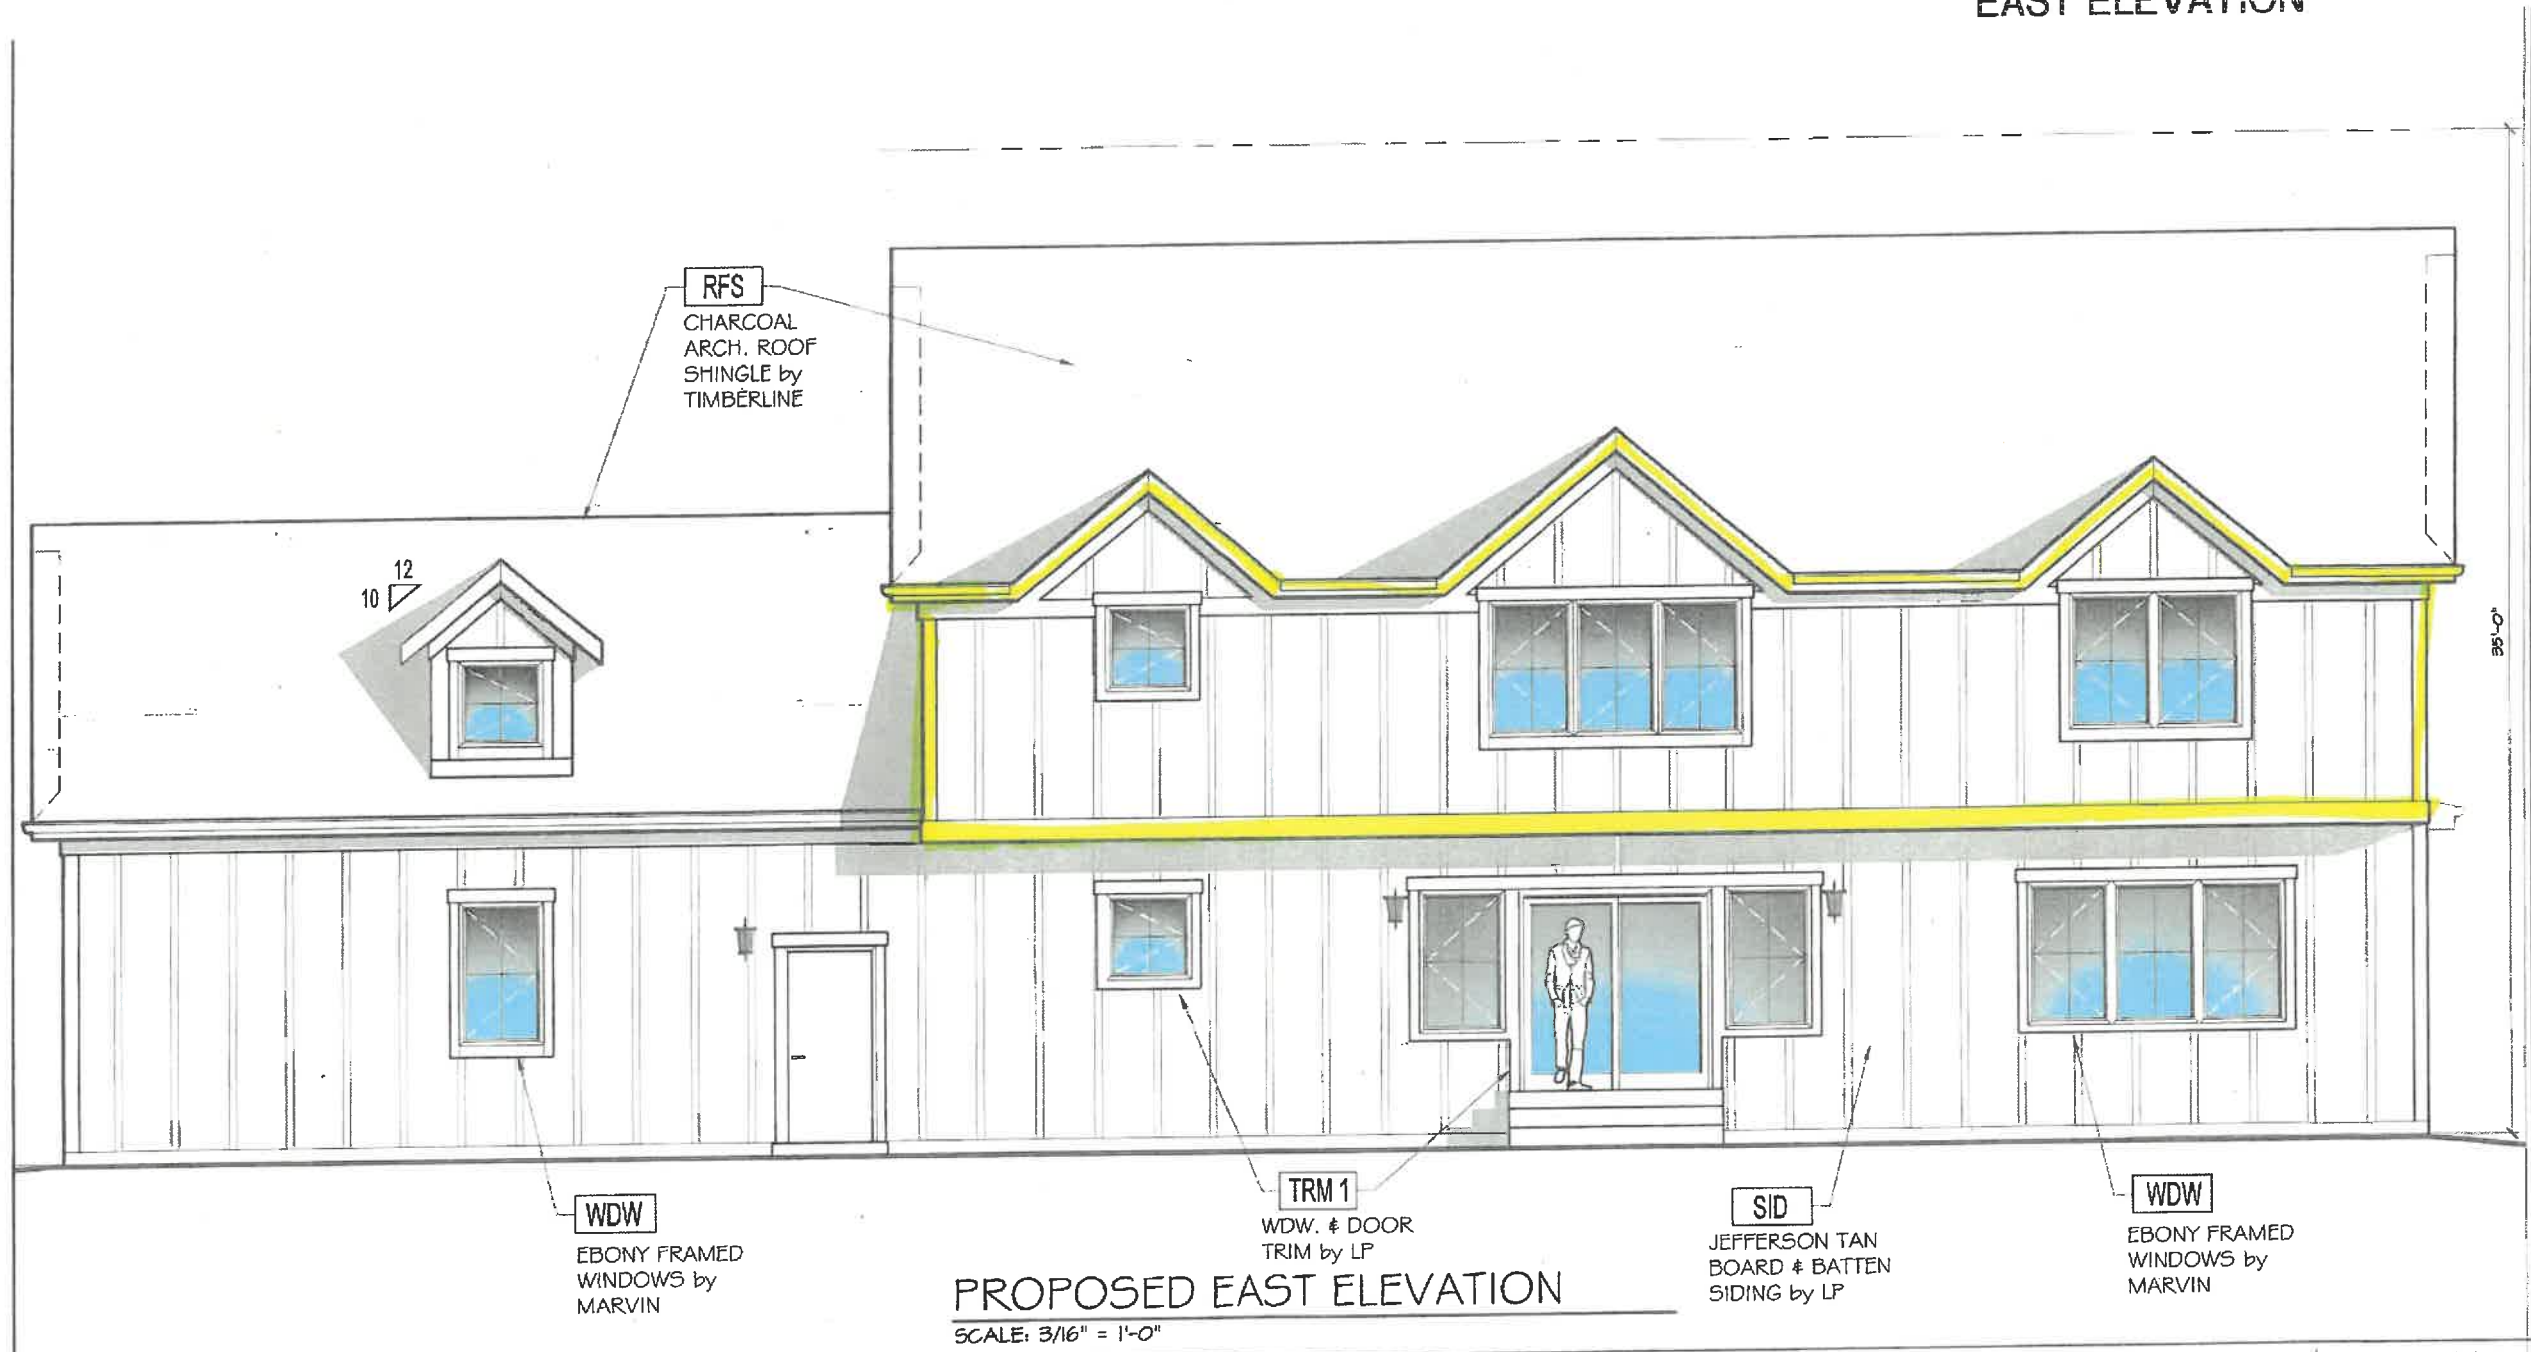 EAST ELEVATION
RFS
CHARCOAL
ARCH. ROOF
SHINGLE by
TIMBERLINE
12
10
35'-0"
WDW
EBONY FRAMED
WINDOWS by
MARVIN
TRM 1
WDW. & DOOR
TRIM by LP
SID
JEFFERSON TAN
BOARD & BATTEN
SIDING by LP
WDW
EBONY FRAMED
WINDOWS by
MARVIN
PROPOSED EAST ELEVATION
SCALE: 3/16" = 1'-0"